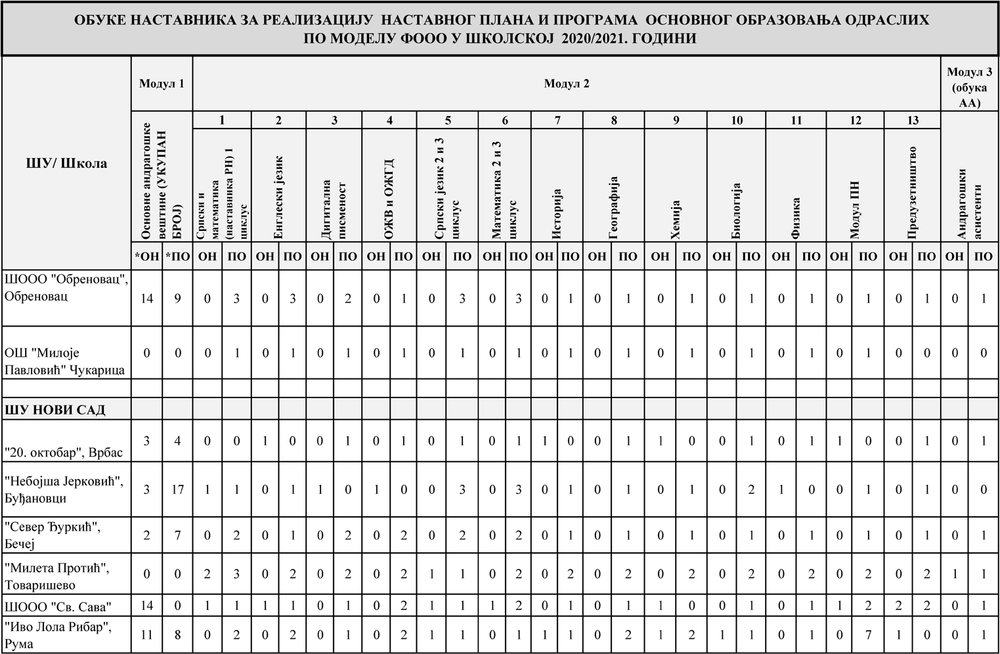 ОБУКЕ НАСТАВНИКА ЗА РЕАЛИЗАЦИЈУ НАСТАВНОГ ПЛАНА И ПРОГРАМА ОСНОВНОГ ОБРАЗОВАЊА ОДРАСЛИХ
ПО МОДЕЛУ ФООО У ШКОЛСКОЈ 2020/2021. ГОДИНИ
ШУ/ Школа
Модул 1
Модул 2
Модул 3
(обука
АА)
1 2 3 4 5 6 7 8 9 10 11 12 13
Основне андрагошке
вештине (УКУПАН
БРОЈ)
Српски и
математика
(наставника РН) 1
циклус
Енглески језик
Дигитална
писменост
ОЖВ и ОЖГД
Српски језик 2 и 3
циклус
Математика 2 и 3
циклус
Историја
Географија
Хемија
Биологија
Физика
Модул ПН
Предузетништво
Андрагошки
асистенти
*ОН *ПО ОН ПО ОН ПО ОН ПО ОН ПО ОН ПО ОН ПО ОН ПО ОН ПО ОН ПО ОН ПО ОН ПО ОН ПО ОН ПО ОН ПО
ШООО "Обреновац",
Обреновац
14 9 0 3 0 3 0 2 0 1 0 3 0 3 0 1 0 1 0 1 0 1 0 1 0 1 0 1 0 1
ОШ "Милоје
Павловић" Чукарица
0 0 0 1 0 1 0 1 0 1 0 1 0 1 0 1 0 1 0 1 0 1 0 1 0 1 0 0 0 0
ШУ НОВИ САД
"20. октобар", Врбас
3 4 0 0 1 0 0 1 0 1 0 1 0 1 1 0 0 1 1 0 0 1 0 1 1 0 0 1 0 1
"Небојша Јерковић",
Буђановци
3 17 1 1 0 1 1 0 1 0 0 3 0 3 0 1 0 1 0 1 0 2 1 0 0 1 0 1 0 0
"Север Ђуркић",
Бечеј
2 7 0 2 0 1 0 2 0 2 0 2 0 2 0 1 0 1 0 1 0 1 0 1 0 1 0 1 0 1
"Милета Протић",
Товаришево
0 0 2 3 0 2 0 2 0 2 1 1 0 2 0 2 0 2 0 2 0 2 0 2 0 2 0 2 1 1
ШООО "Св. Сава"
14 0 1 1 1 1 0 1 0 2 1 1 1 2 0 1 0 1 1 0 0 1 0 1 1 2 2 2 0 1
"Иво Лола Рибар",
Рума
11 8 0 2 0 2 0 1 0 2 1 1 0 1 1 1 0 2 1 2 1 1 0 1 0 7 1 0 0 1